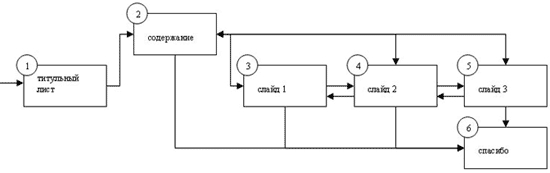 1
титульный
лист
2
содержание
3
слайд 1
4
слайд 2
5
слайд 3
6
спасибо